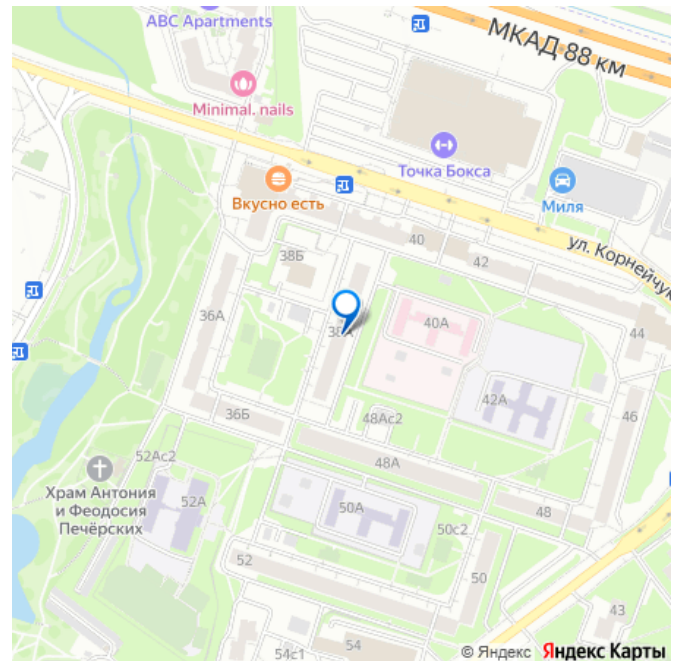 ABC Apartments
МКАД 88 км
Minimal. nails
Точка Бокса
Миля
Вкусно есть
40
ул. Корнейчук
38Б
42
36А
38А
40А
44
42А
36Б
48Ас2
46
52Ас2
48А
Храм Антония
и Феодосия
Печёрских
52А
50А
48
50с2
52
50
43
54
54с1
© Яндекс Яндекс Карты